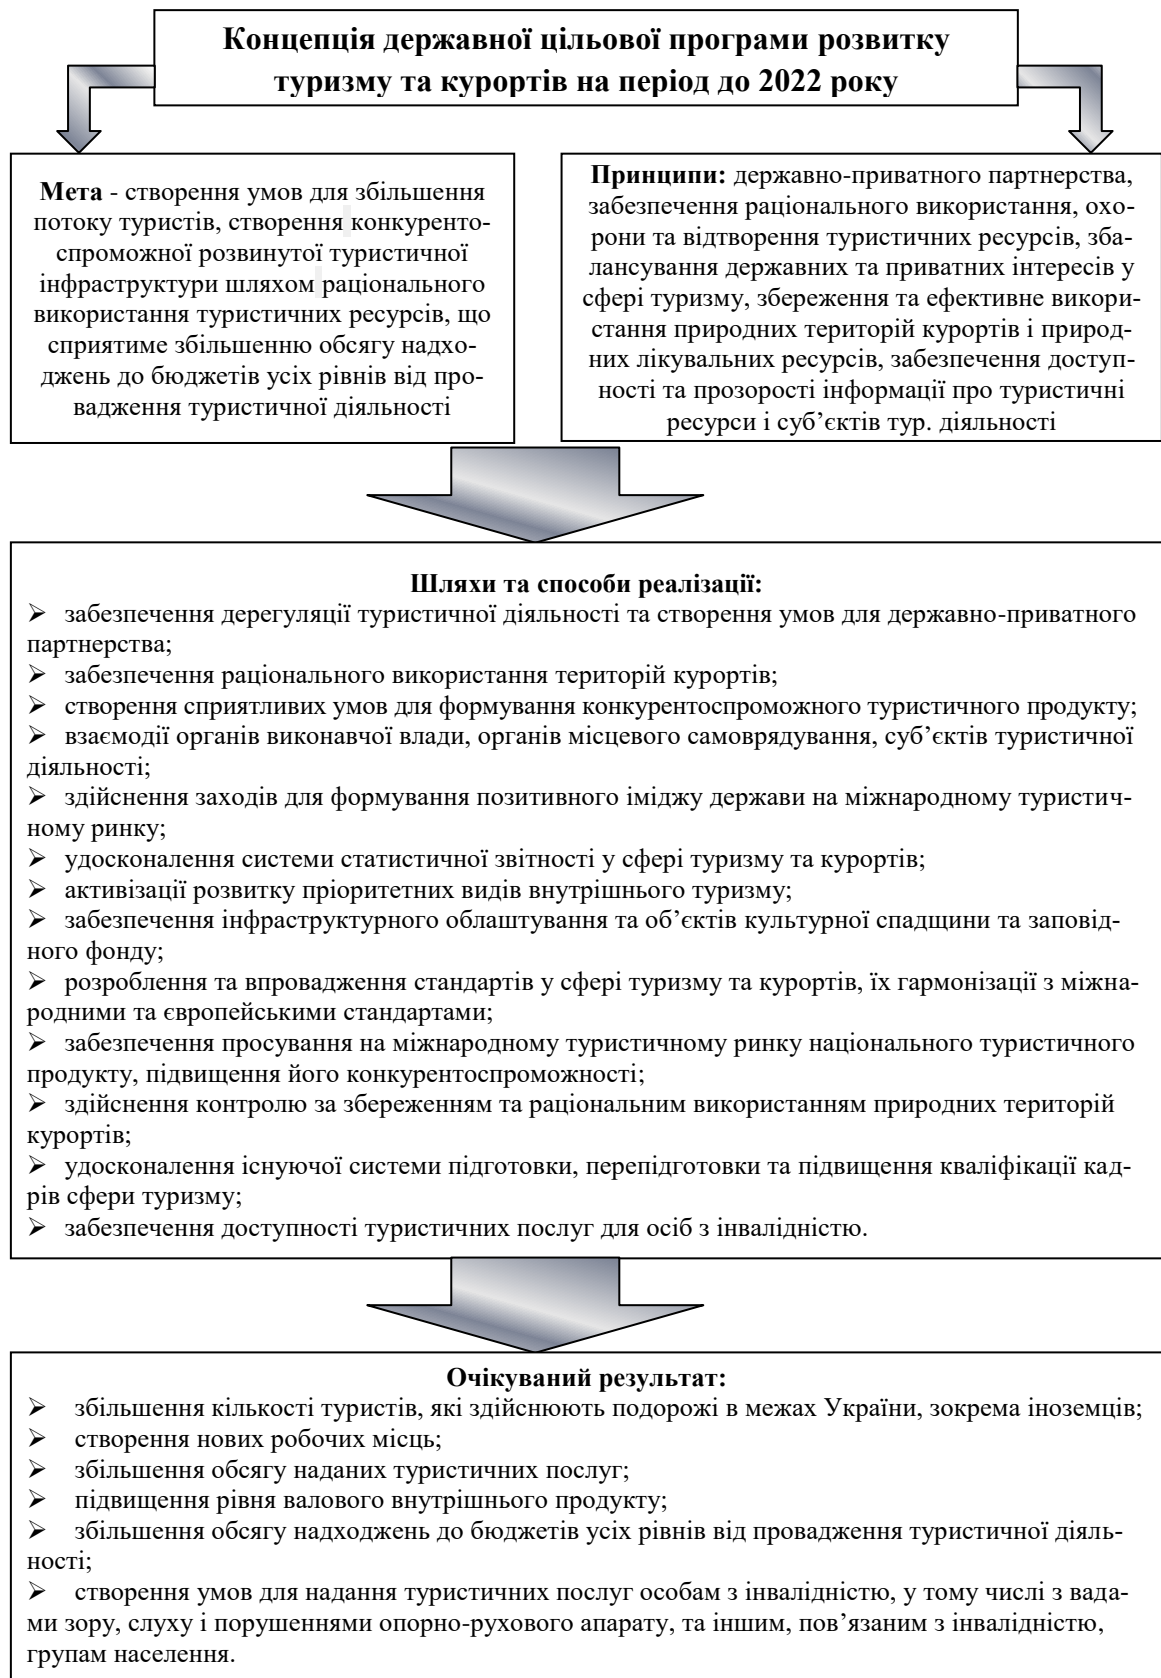 Концепція державної цільової програми розвитку
туризму та курортів на період до 2022 року
Мета - створення умов для збільшення
потоку туристів, створення конкуренто-
спроможної розвинутої туристичної
інфраструктури шляхом раціонального
використання туристичних ресурсів, що
сприятиме збільшенню обсягу надхо-
джень до бюджетів усіх рівнів від про-
вадження туристичної діяльності
Принципи: державно-приватного партнерства,
забезпечення раціонального використання, охо-
рони та відтворення туристичних ресурсів, зба-
лансування державних та приватних інтересів у
сфері туризму, збереження та ефективне викори-
стання природних територій курортів і природ-
них лікувальних ресурсів, забезпечення доступ-
ності та прозорості інформації про туристичні
ресурси і суб’єктів тур. діяльності
Шляхи та способи реалізації:
➢ забезпечення дерегуляції туристичної діяльності та створення умов для державно-приватного
партнерства;
➢ забезпечення раціонального використання територій курортів;
➢ створення сприятливих умов для формування конкурентоспроможного туристичного продукту;
➢ взаємодії органів виконавчої влади, органів місцевого самоврядування, суб’єктів туристичної
діяльності;
➢ здійснення заходів для формування позитивного іміджу держави на міжнародному туристич-
ному ринку;
➢ удосконалення системи статистичної звітності у сфері туризму та курортів;
➢ активізації розвитку пріоритетних видів внутрішнього туризму;
➢ забезпечення інфраструктурного облаштування та об’єктів культурної спадщини та заповід-
ного фонду;
➢ розроблення та впровадження стандартів у сфері туризму та курортів, їх гармонізації з міжна-
родними та європейськими стандартами;
➢ забезпечення просування на міжнародному туристичному ринку національного туристичного
продукту, підвищення його конкурентоспроможності;
➢ здійснення контролю за збереженням та раціональним використанням природних територій
курортів;
➢ удосконалення існуючої системи підготовки, перепідготовки та підвищення кваліфікації кад-
рів сфери туризму;
➢ забезпечення доступності туристичних послуг для осіб з інвалідністю.
Очікуваний результат:
➢ збільшення кількості туристів, які здійснюють подорожі в межах України, зокрема іноземців;
➢ створення нових робочих місць;
➢ збільшення обсягу наданих туристичних послуг;
➢ підвищення рівня валового внутрішнього продукту;
➢ збільшення обсягу надходжень до бюджетів усіх рівнів від провадження туристичної діяль-
ності;
➢ створення умов для надання туристичних послуг особам з інвалідністю, у тому числі з вада-
ми зору, слуху і порушеннями опорно-рухового апарату, та іншим, пов’язаним з інвалідністю,
групам населення.